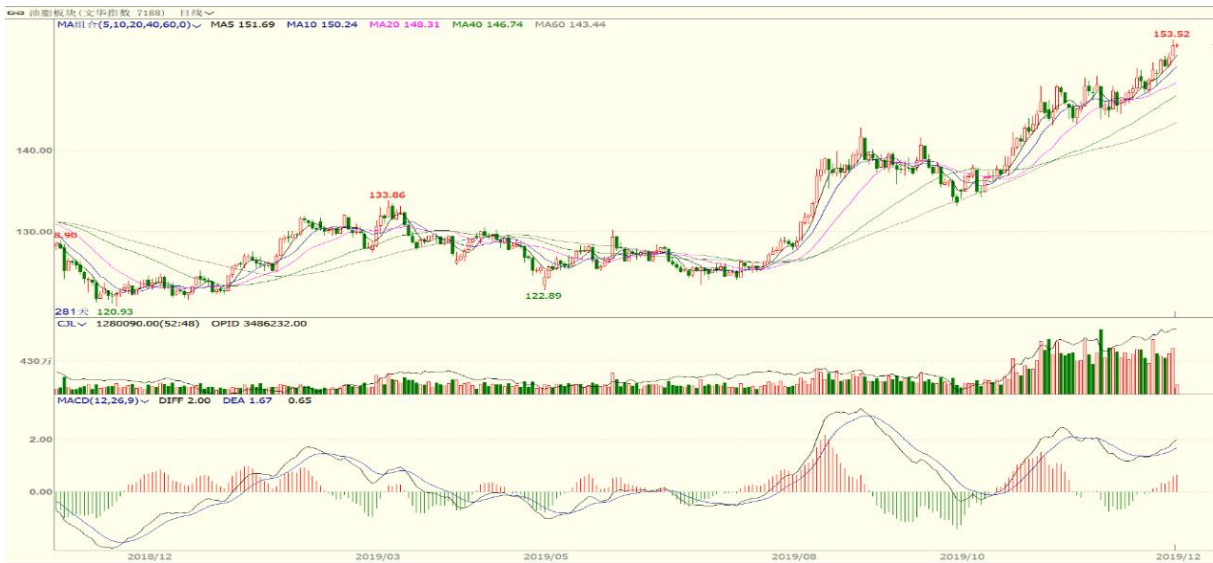 油脂板块(文华指数 7188) 日线
MA组合(5,10,20,40,60,0) MA5 151.69 MA10 150.24 MA20 148.31 MA40 146.74 MA60 143.44
153.52
140.00
133.86
130.00
8.90
122.89
281天 120.93
CJL 1280090.00(52:48) OPID 3486232.00
430万
MACD(12,26,9) DIFF 2.00 DEA 1.67 0.65
2.00
0.00
2018/12 2019/03 2019/05 2019/08 2019/10 2019/12